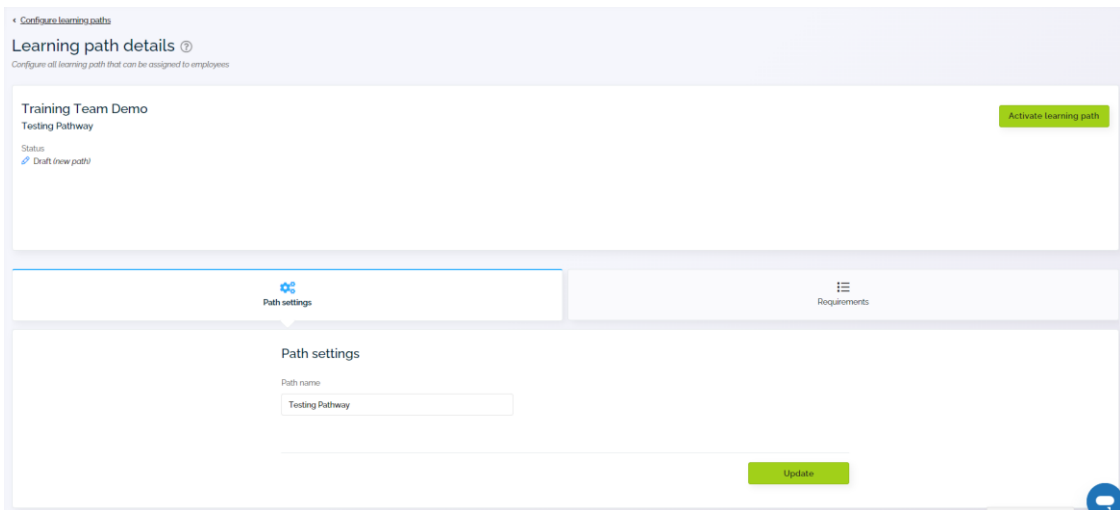 Configure learning paths
Learning path details ?
Configure all learning path that can be assigned to employees
Training Team Demo
Activate learning path
Testing Pathway
Status
Draft (new path)
Path settings
Requirements
Path settings
Path name
Testing Pathway
Update